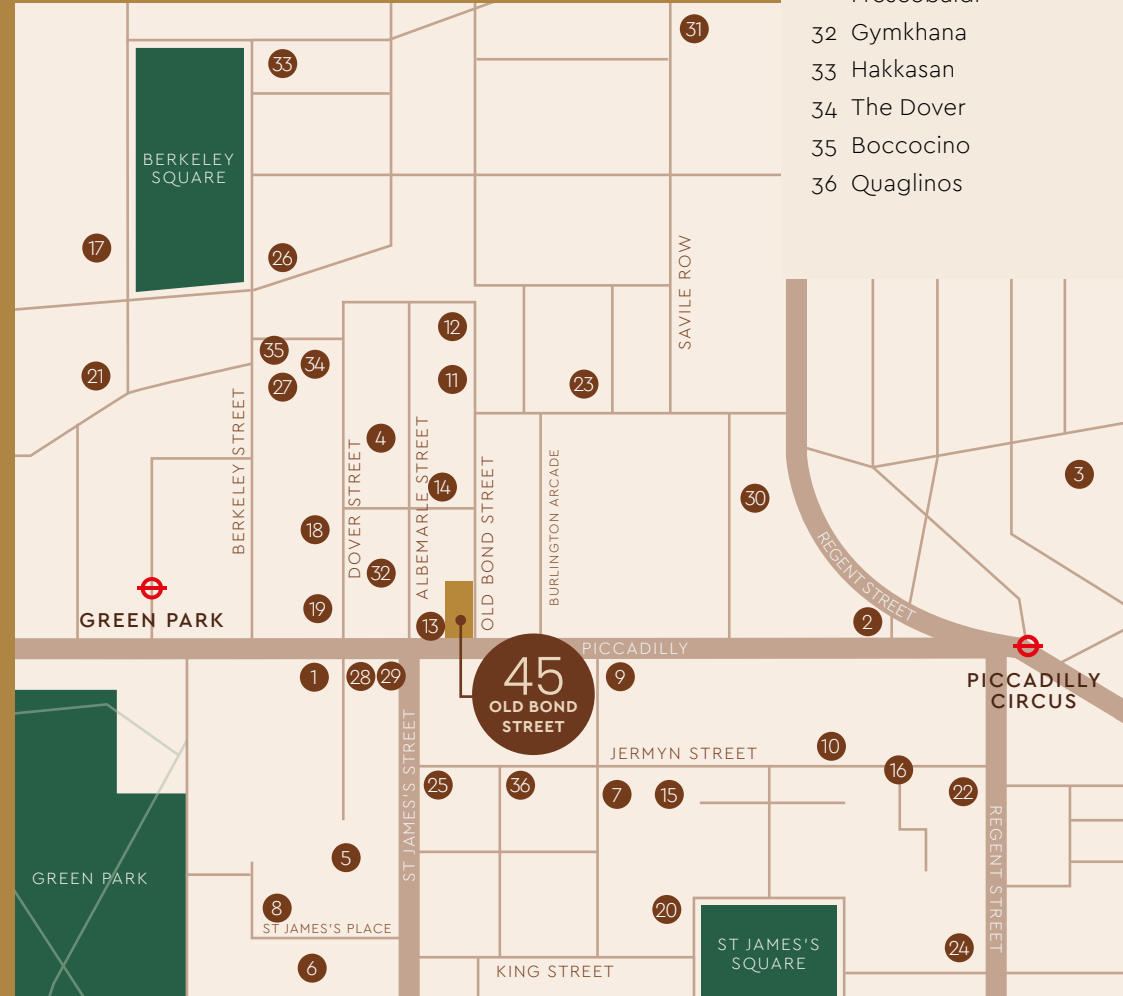 32 Gymkhana
33 Hakkasan
34 The Dover
35 Boccocino
36 Quaglinos
31
33
BERKELEY
SQUARE
17
26
SAVILE ROW
12
35
34
21
27
11
23
BERKELEY STREET
4
DOVER STREET
ALBEMARLE STREET
14
OLD BOND STREET
BURLINGTON ARCADE
30
3
18
32
REGENT STREET
GREEN PARK
19
13
2
PICCADILLY
PICCADILLY
CIRCUS
1
28
29
45
OLD BOND
STREET
9
ST JAMES'S STREET
JERMYN STREET
10
16
25
36
7
15
22
REGENT STREET
5
GREEN PARK
8
ST JAMES'S PLACE
20
6
KING STREET
ST JAMES'S
SQUARE
24